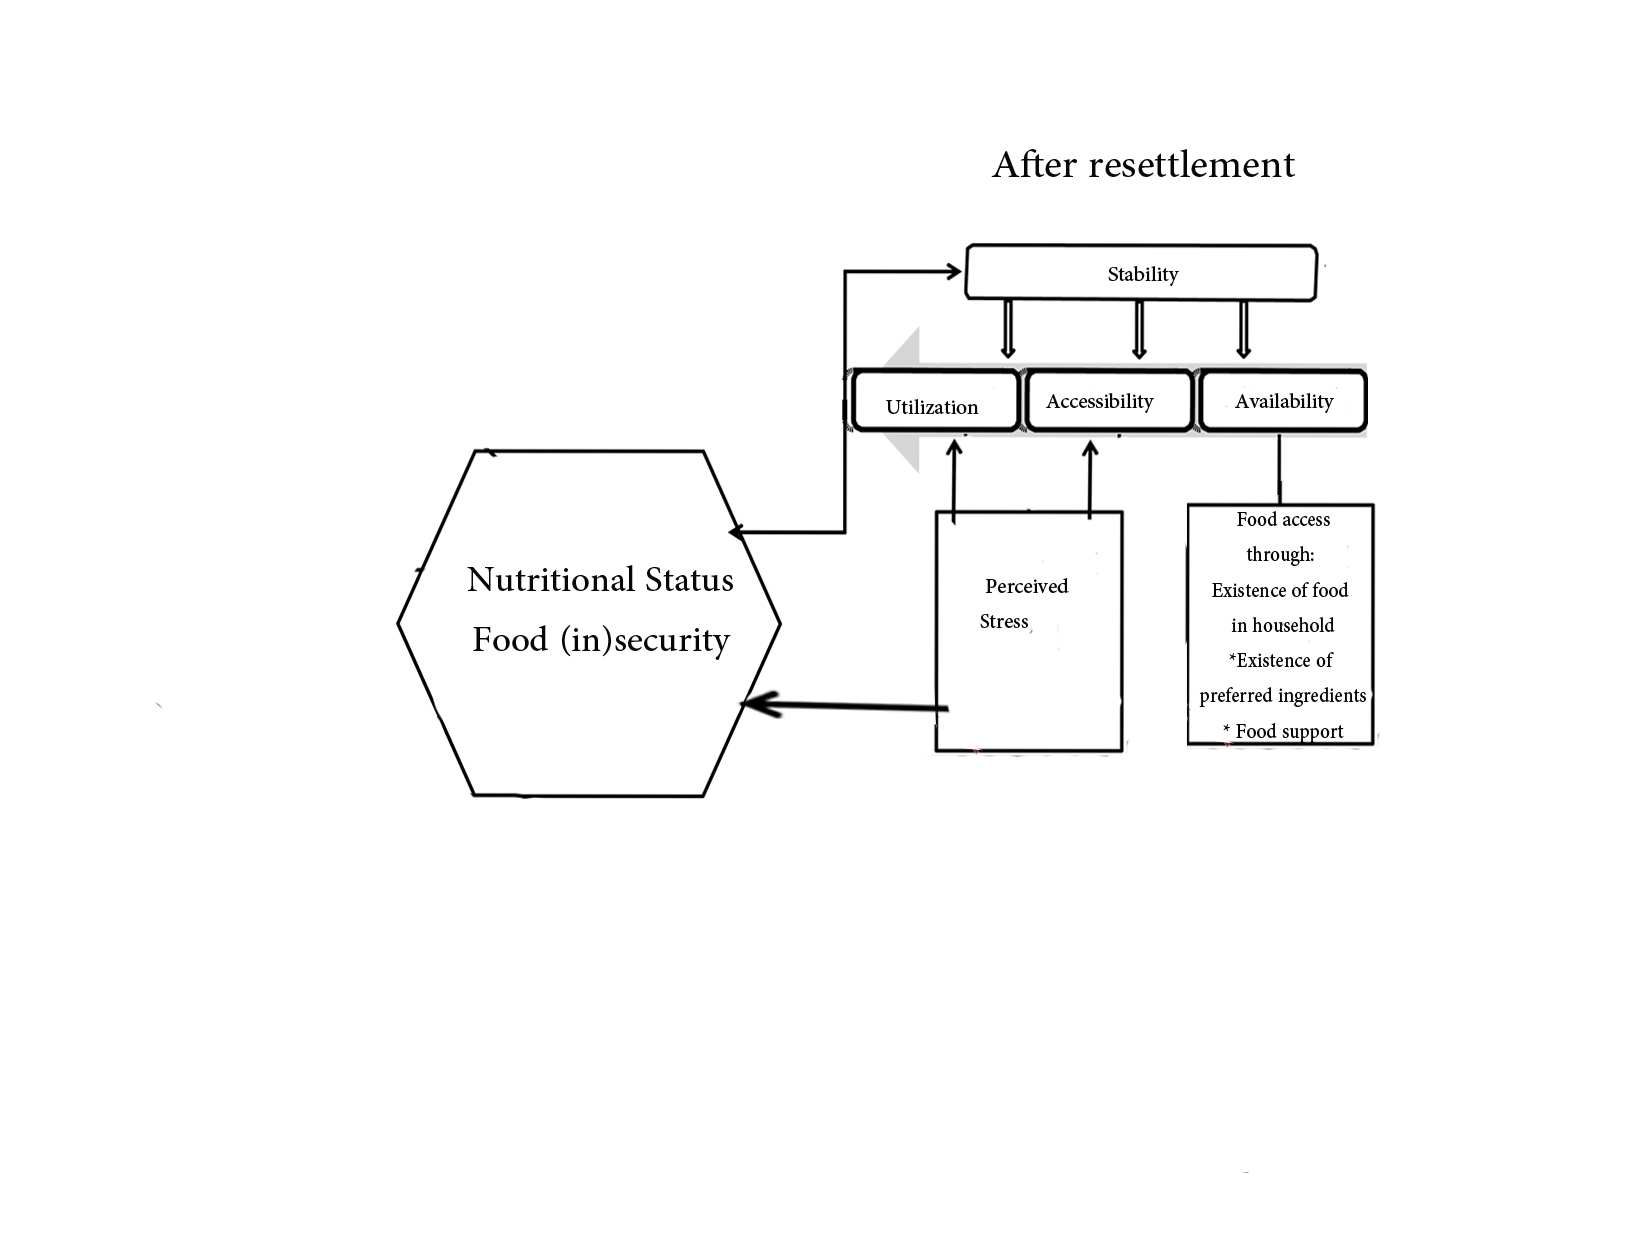 After resettlement
Stability
Utilization
Accessibility
Availability
Nutritional Status
Food (in)security
Perceived
Stress
Food access
through:
Existence of food
in household
*Existence of
preferred ingredients
* Food support